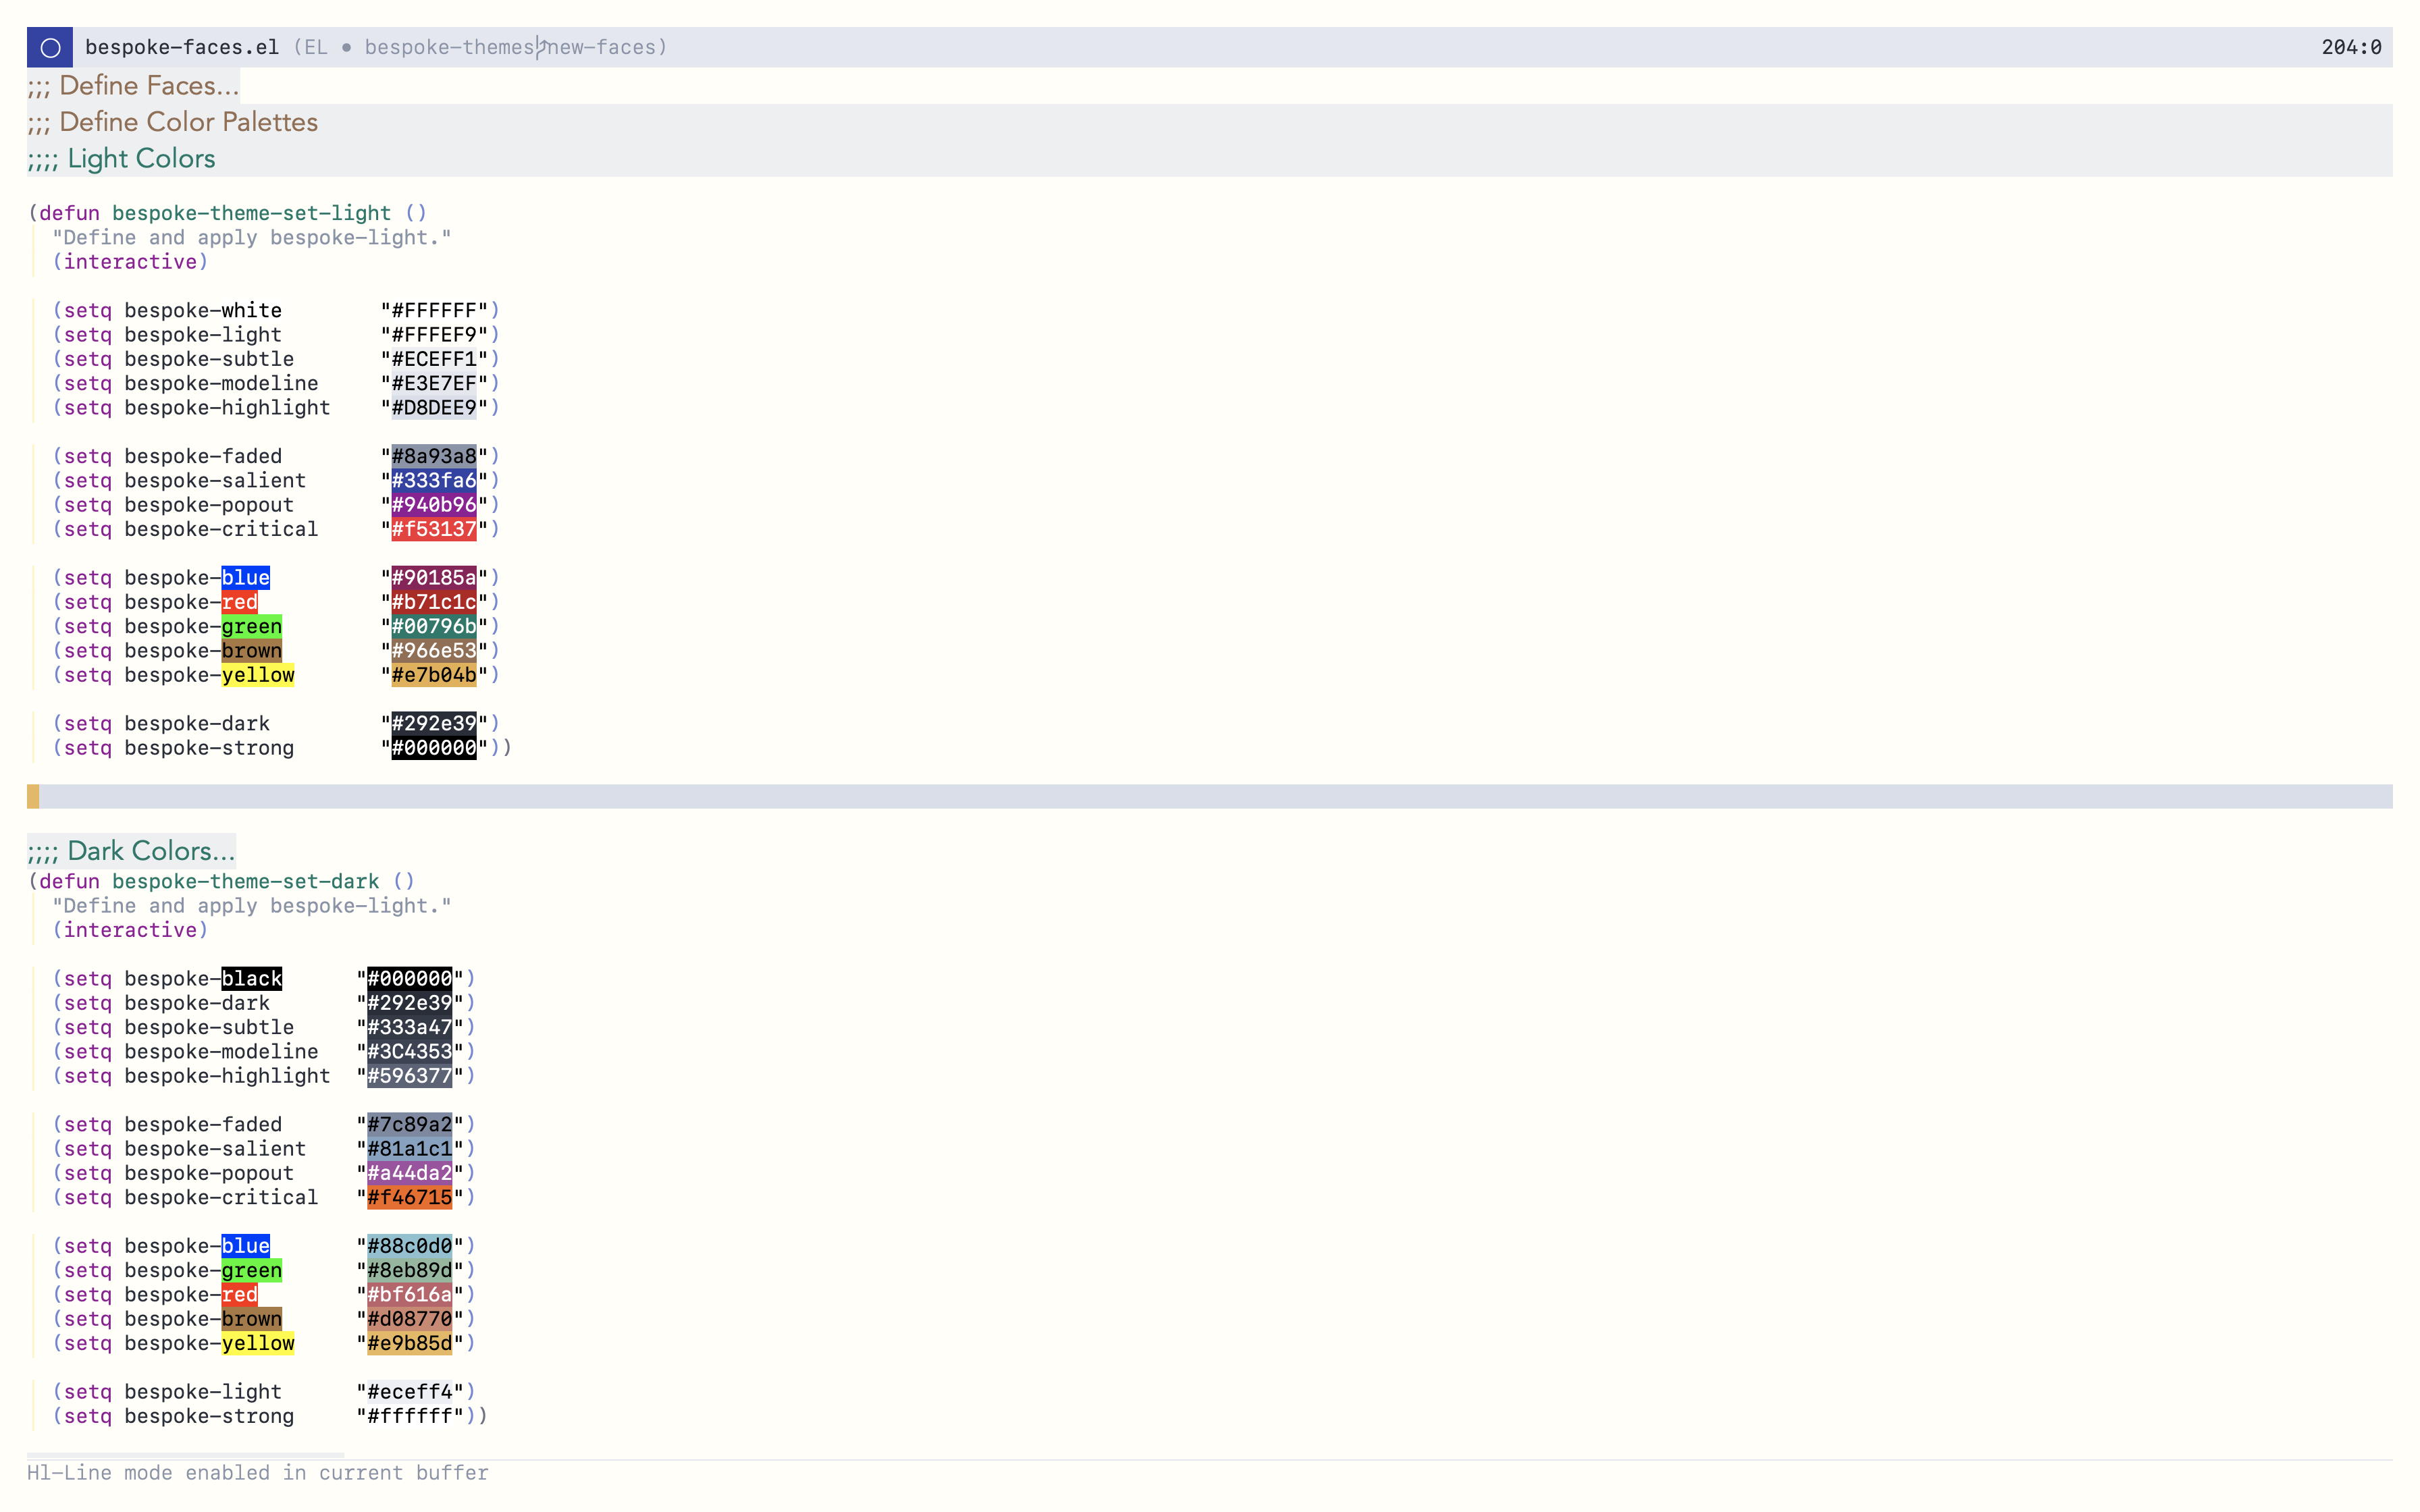 bespoke-faces.el (EL • bespoke-themes new-faces) 204:0
;;; Define Faces...
;;; Define Color Palettes
;;;; Light Colors
(defun bespoke-theme-set-light ()
"Define and apply bespoke-light."
(interactive)
(setq bespoke-white "#FFFFFF")
(setq bespoke-light "#FFFEF9")
(setq bespoke-subtle "#ECEFF1")
(setq bespoke-modeline "#E3E7EF")
(setq bespoke-highlight "#D8DEE9")
(setq bespoke-faded "#8a93a8")
(setq bespoke-salient "#333fa6")
(setq bespoke-popout "#940b96")
(setq bespoke-critical "#f53137")
(setq bespoke-blue "#90185a")
(setq bespoke-red "#b71c1c")
(setq bespoke-green "#00796b")
(setq bespoke-brown "#966e53")
(setq bespoke-yellow "#e7b04b")
(setq bespoke-dark "#292e39")
(setq bespoke-strong "#000000"))
;;;; Dark Colors...
(defun bespoke-theme-set-dark ()
"Define and apply bespoke-light."
(interactive)
(setq bespoke-black "#000000")
(setq bespoke-dark "#292e39")
(setq bespoke-subtle "#333a47")
(setq bespoke-modeline "#3C4353")
(setq bespoke-highlight "#596377")
(setq bespoke-faded "#7c89a2")
(setq bespoke-salient "#81a1c1")
(setq bespoke-popout "#a44da2")
(setq bespoke-critical "#f46715")
(setq bespoke-blue "#88c0d0")
(setq bespoke-green "#8eb89d")
(setq bespoke-red "#bf616a")
(setq bespoke-brown "#d08770")
(setq bespoke-yellow "#e9b85d")
(setq bespoke-light "#eceff4")
(setq bespoke-strong "#ffffff"))
Hl-Line mode enabled in current buffer